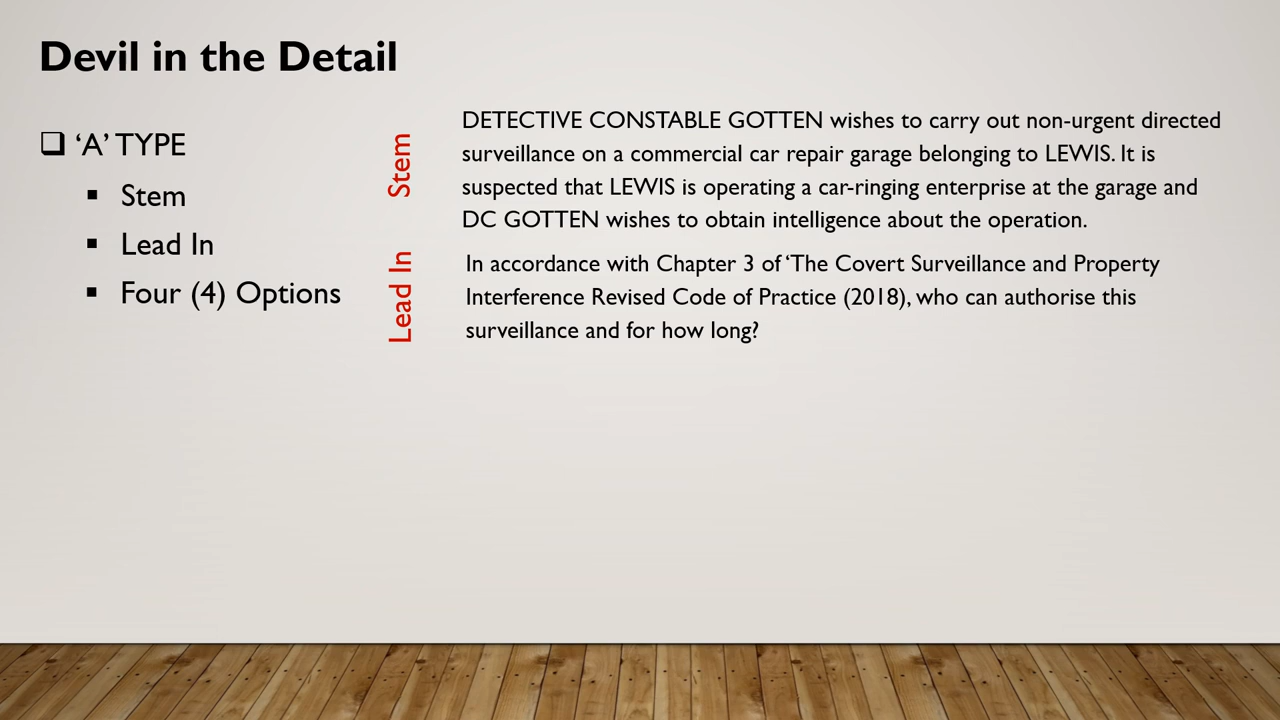 Devil in the Detail
❑ ‘A’ TYPE
▪ Stem
▪ Lead In
▪ Four (4) Options
Stem
DETECTIVE CONSTABLE GOTTEN wishes to carry out non-urgent directed
surveillance on a commercial car repair garage belonging to LEWIS. It is
suspected that LEWIS is operating a car-ringing enterprise at the garage and
DC GOTTEN wishes to obtain intelligence about the operation.
Lead In
In accordance with Chapter 3 of ‘The Covert Surveillance and Property
Interference Revised Code of Practice (2018), who can authorise this
surveillance and for how long?